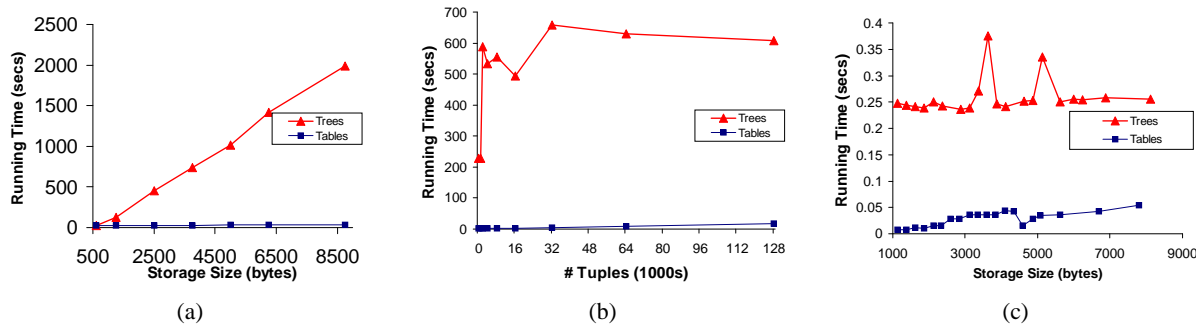 2500
2000
1500
1000
500
0
500
2500
4500
6500
8500
Running Time (secs)
Storage Size (bytes)
Trees
Tables
(a)
700
600
500
400
300
200
100
0
0
16
32
48
64
80
96
112
128
Running Time (secs)
# Tuples (1000s)
Trees
Tables
(b)
0.4
0.35
0.3
0.25
0.2
0.15
0.1
0.05
0
1000
3000
5000
7000
9000
Running Time (secs)
Storage Size (bytes)
Trees
Tables
(c)